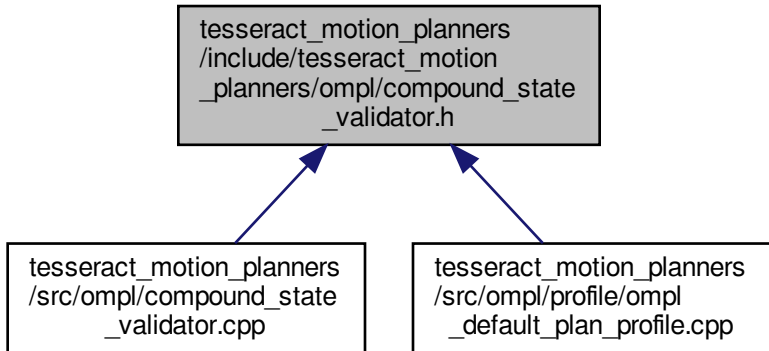 tesseract_motion_planners
/include/tesseract_motion
_planners/ompl/compound_state
_validator.h
tesseract_motion_planners
/src/ompl/compound_state
_validator.cpp
tesseract_motion_planners
/src/ompl/profile/ompl
_default_plan_profile.cpp